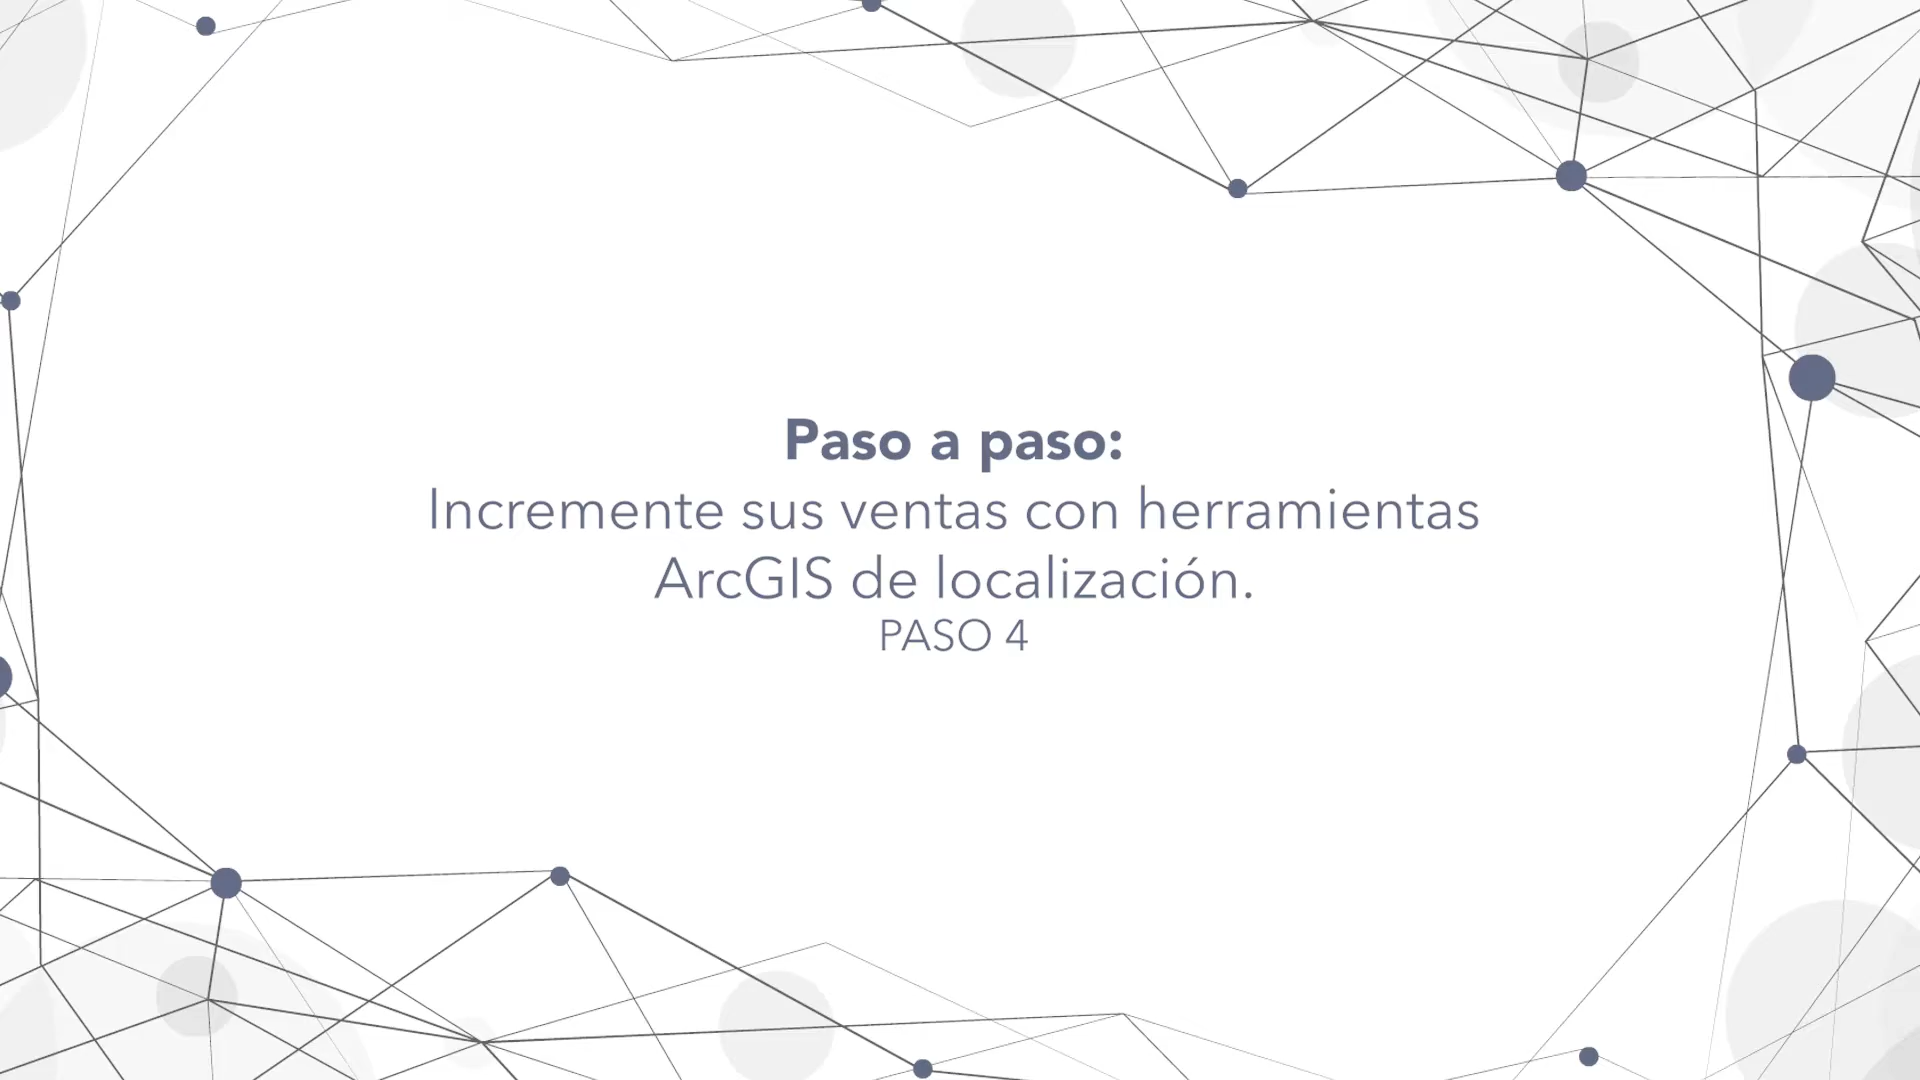 Paso a paso:
Incremente sus ventas con herramientas
ArcGIS de localización.
PASO 4